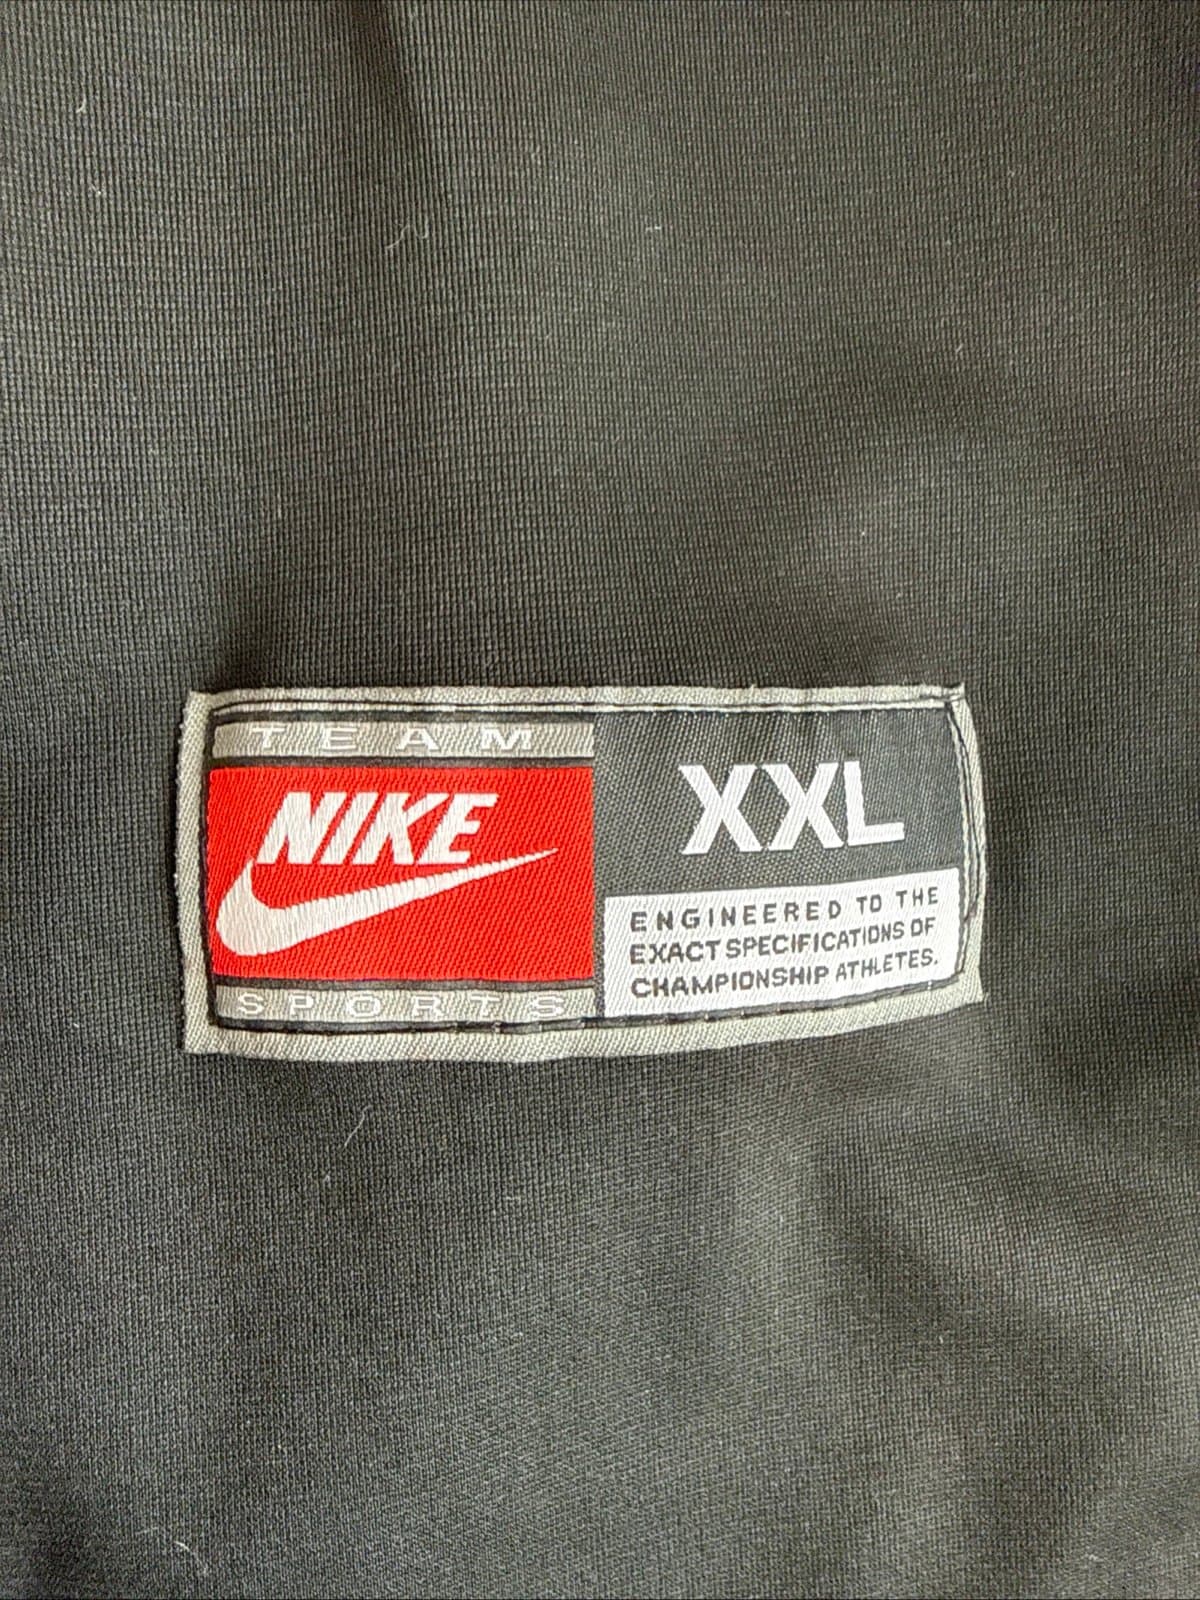 TEAM
NIKE
SPORTS
XXL
ENGINEERED TO THE
EXACT SPECIFICATIONS OF
CHAMPIONSHIP ATHLETES.